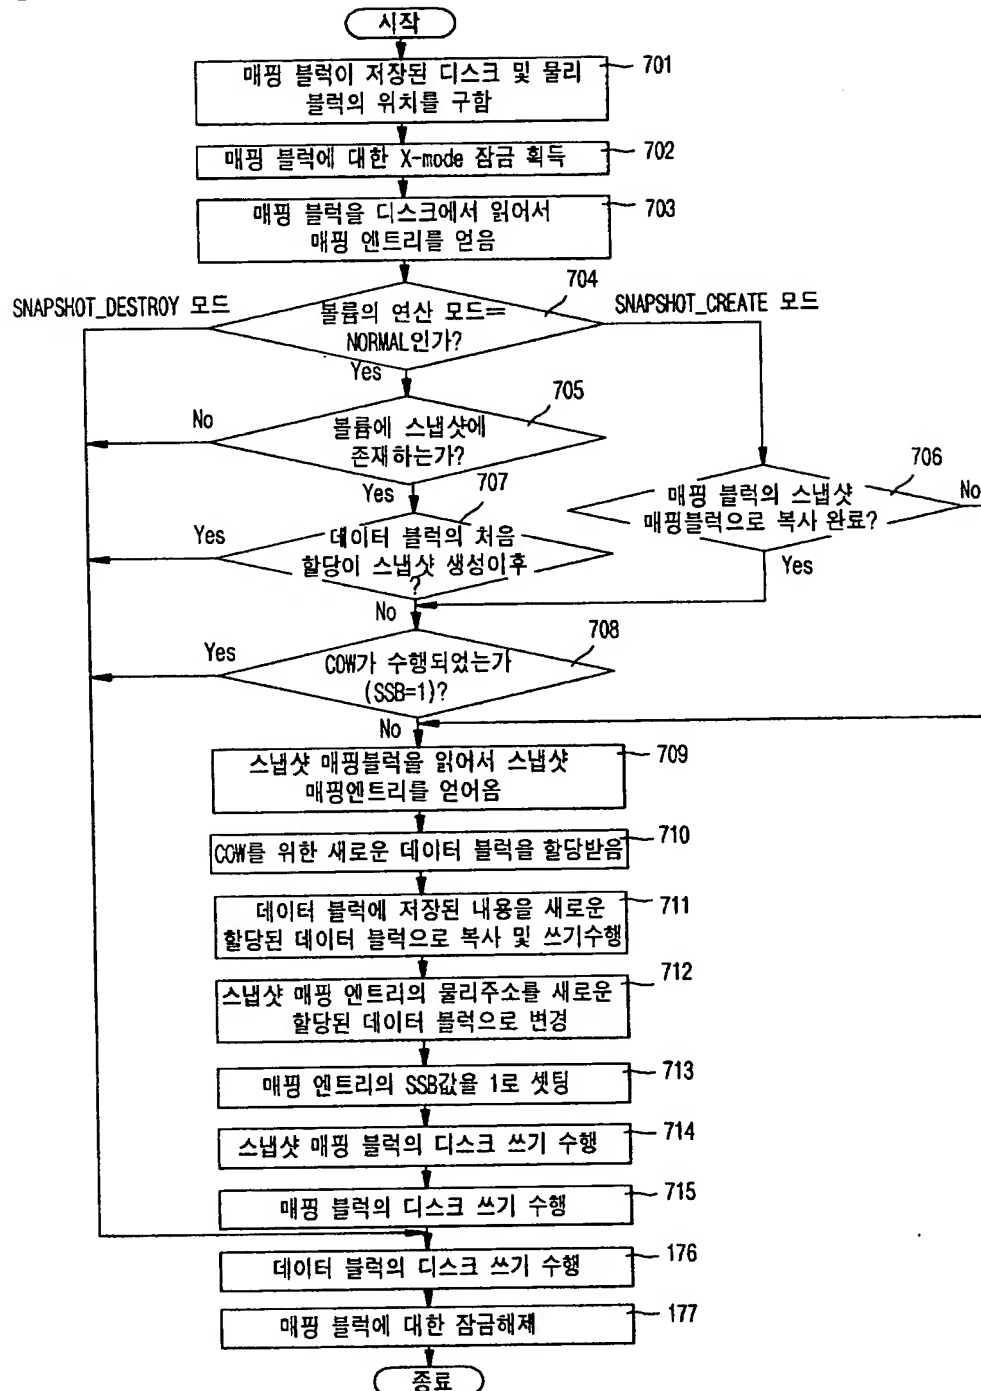 시작
매핑 블럭이 저장된 디스크 및 물리
블럭의 위치를 구함
701
매핑 블럭에 대한 X-mode 잠금 획득
702
매핑 블럭을 디스크에서 읽어서
매핑 엔트리를 얻음
703
704
SNAPSHOT_DESTROY 모드
볼륨의 연산 모드==
NORMAL인가?
SNAPSHOT_CREATE 모드
Yes
705
No
볼륨에 스냅샷에
존재하는가?
Yes
706
매핑 블럭의 스냅샷
매핑블럭으로 복사 완료?
No
Yes
707
Yes
데이터 블럭의 처음
할당이 스냅샷 생성이후
?
No
708
Yes
COW가 수행되었는가
(SSB=1)?
No
스냅샷 매핑블럭을 읽어서 스냅샷
매핑엔트리를 얻어옴
709
COW를 위한 새로운 데이터 블럭을 할당받음
710
데이터 블럭에 저장된 내용을 새로운
할당된 데이터 블럭으로 복사 및 쓰기수행
711
스냅샷 매핑 엔트리의 물리주소를 새로운
할당된 데이터 블럭으로 변경
712
매핑 엔트리의 SSB값을 1로 셋팅
713
스냅샷 매핑 블럭의 디스크 쓰기 수행
714
매핑 블럭의 디스크 쓰기 수행
715
데이터 블럭의 디스크 쓰기 수행
176
매핑 블럭에 대한 잠금해제
177
종료